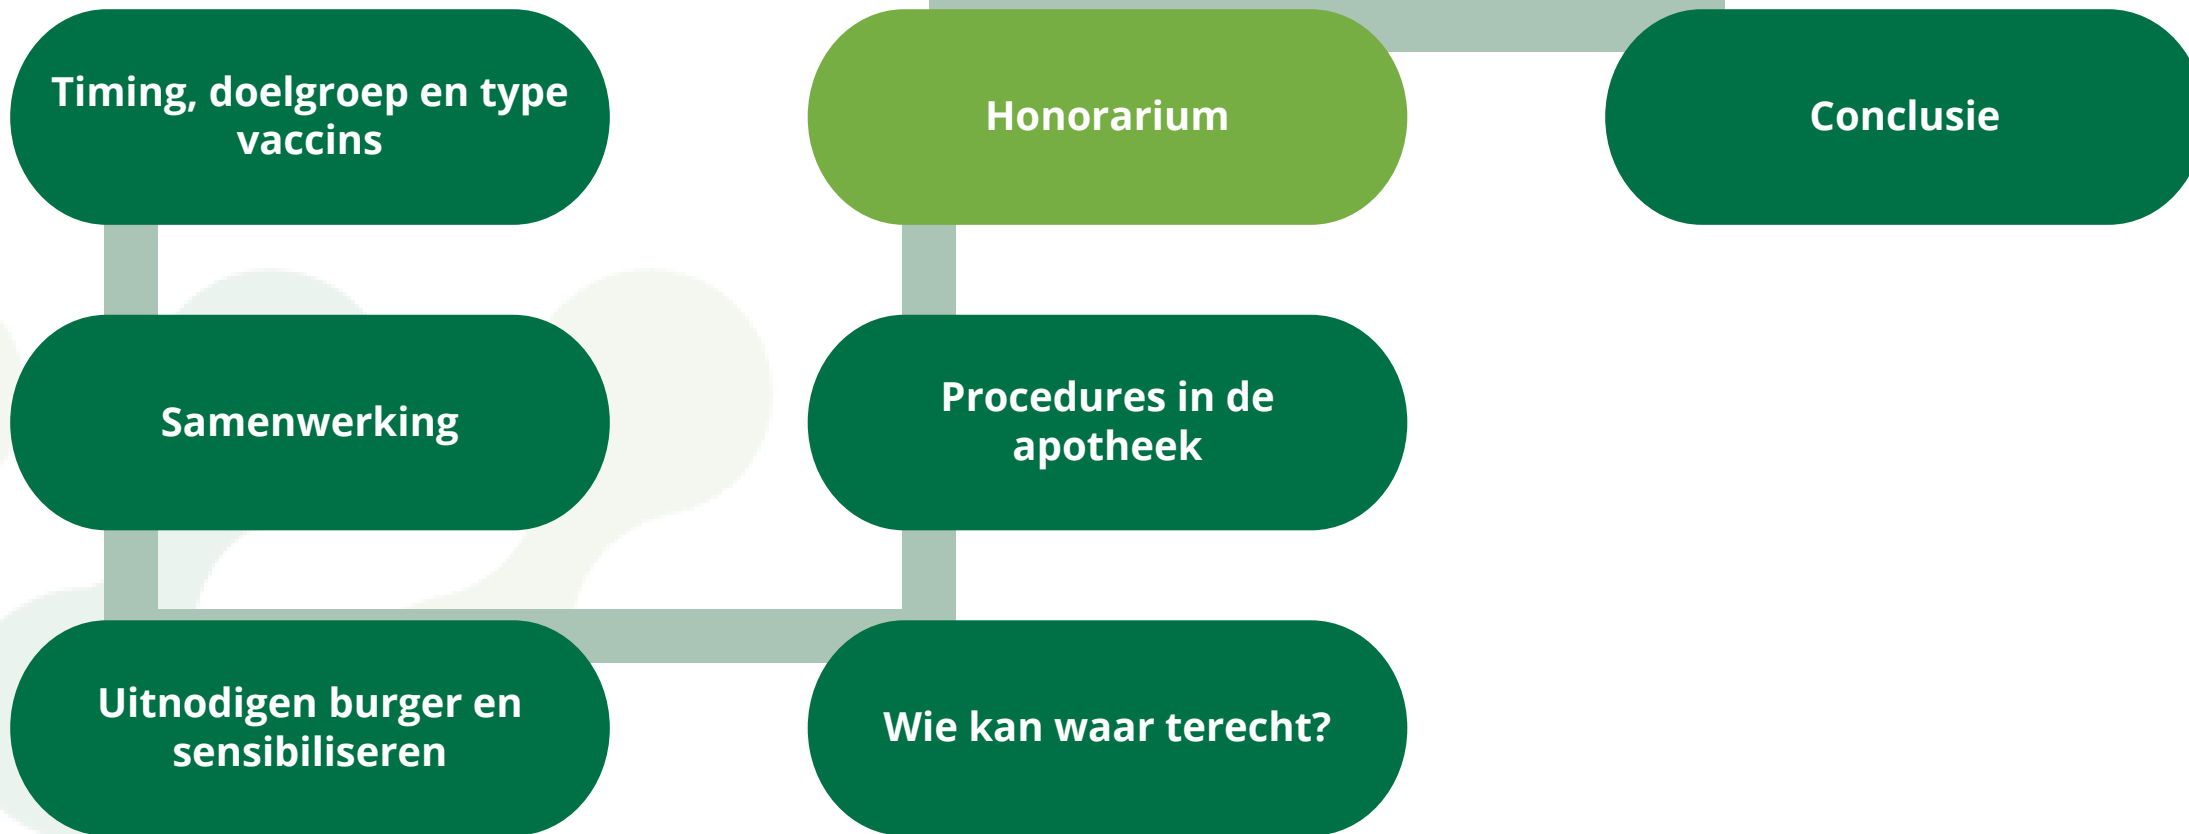 Timing, doelgroep en type
vaccins
Samenwerking
Uitnodigen burger en
sensibiliseren
Wie kan waar terecht?
Procedures in de
apotheek
Honorarium
Conclusie